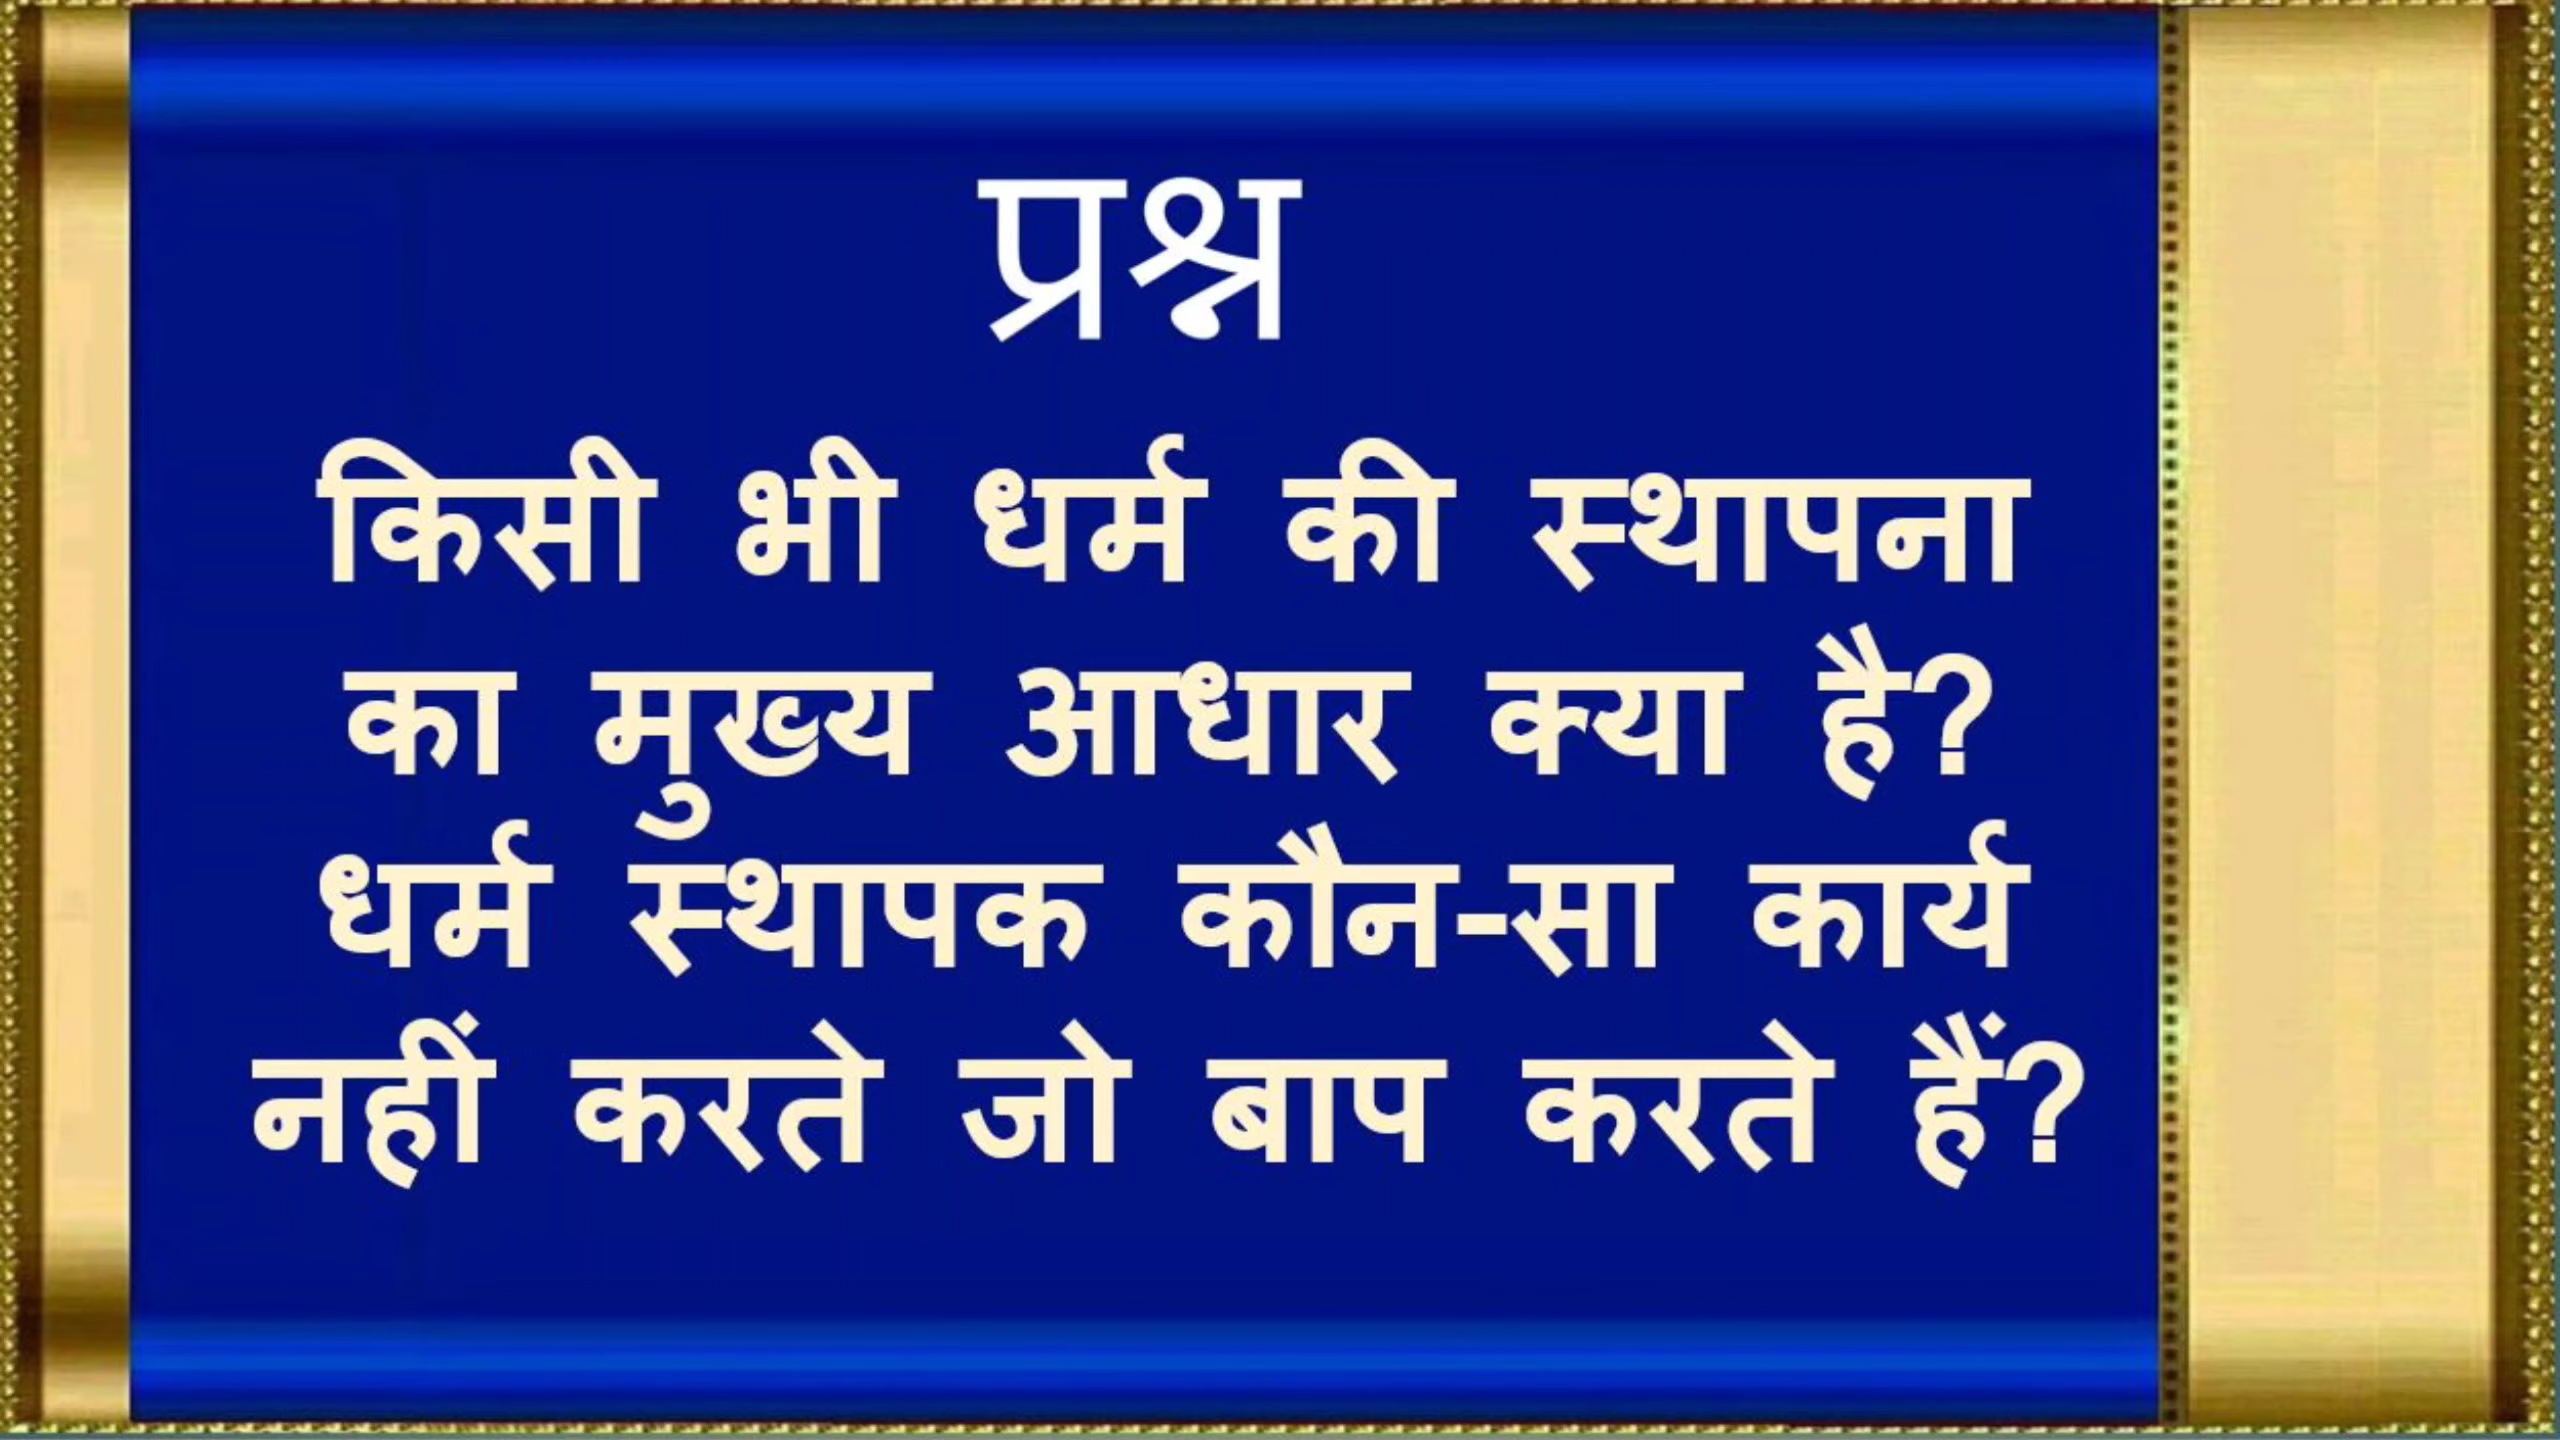 प्रश्न
किसी भी धर्म की स्थापना
का मुख्य आधार क्या है?
धर्म स्थापक कौन-सा कार्य
नहीं करते जो बाप करते हैं?